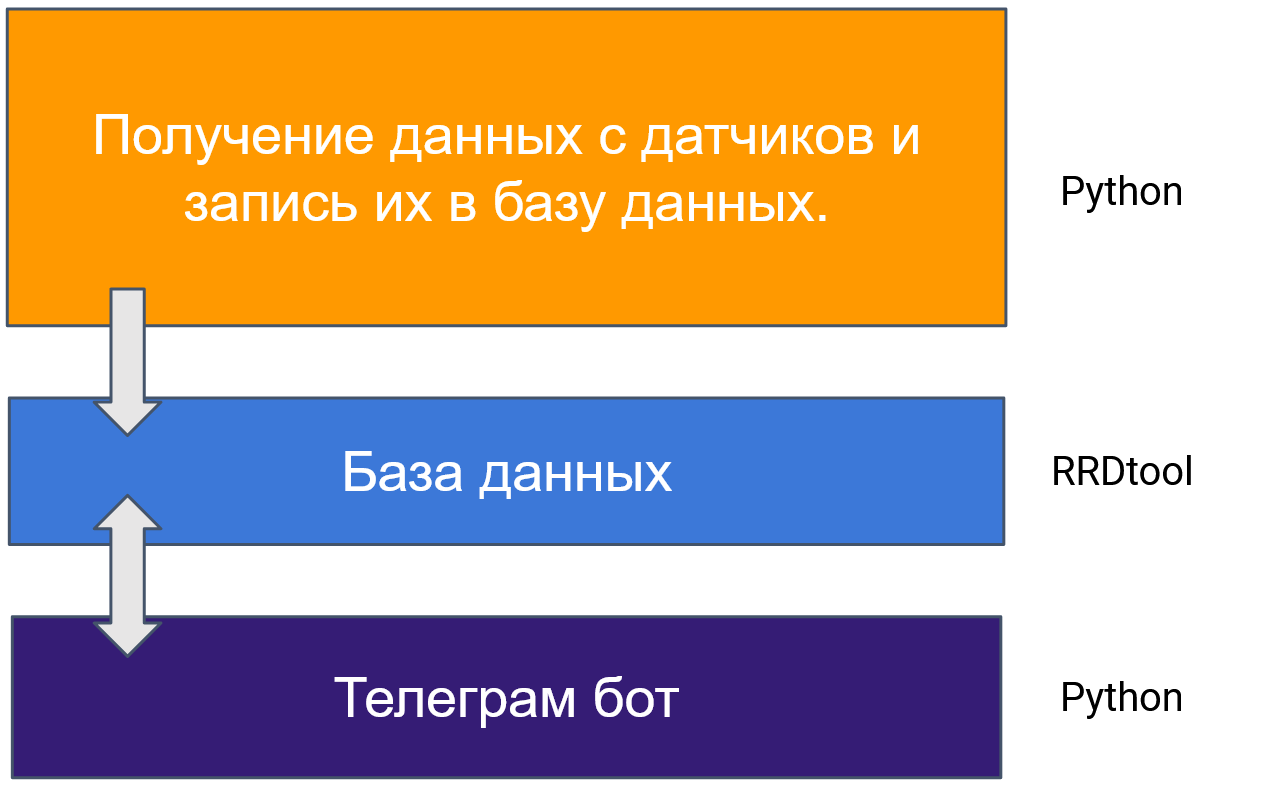 Получение данных с датчиков и
запись их в базу данных.
Python
База данных
RRDtool
Телеграм бот
Python